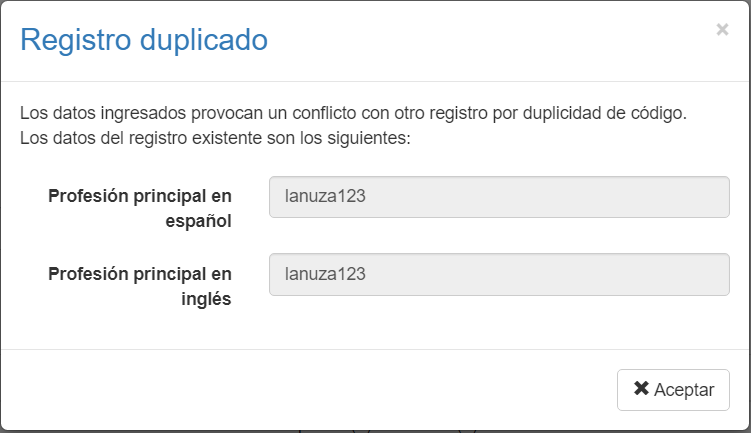 Registro duplicado
×
Los datos ingresados provocan un conflicto con otro registro por duplicidad de código.
Los datos del registro existente son los siguientes:
Profesión principal en
español
lanuza123
Profesión principal en
inglés
lanuza123
✖ Aceptar